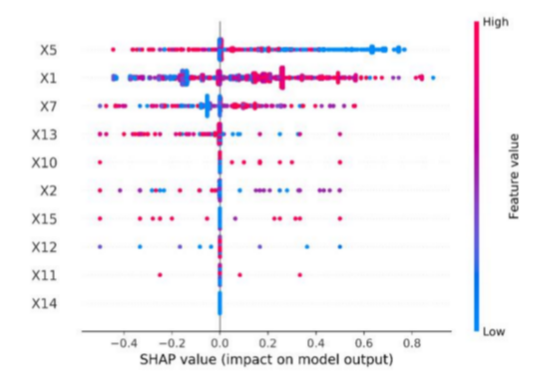 High
X5
X1
X7
X13
X10
X2
X15
X12
X11
X14
Feature value
Low
−0.4 −0.2 0.0 0.2 0.4 0.6 0.8
SHAP value (impact on model output)